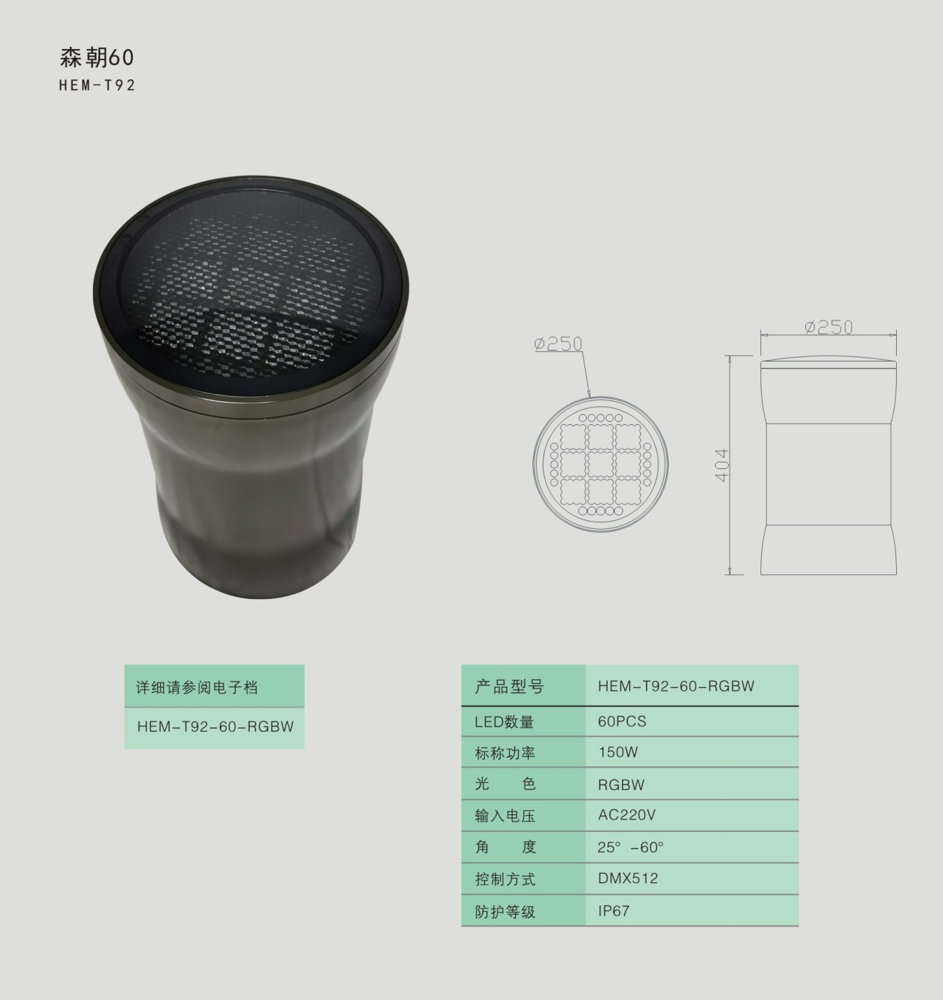 森朝60
HEM-T92
Ø250
Ø250
404
详细请参阅电子档
HEM-T92-60-RGBW
产品型号 HEM-T92-60-RGBW
LED数量 60PCS
标称功率 150W
光 色 RGBW
输入电压 AC220V
角 度 25° -60°
控制方式 DMX512
防护等级 IP67